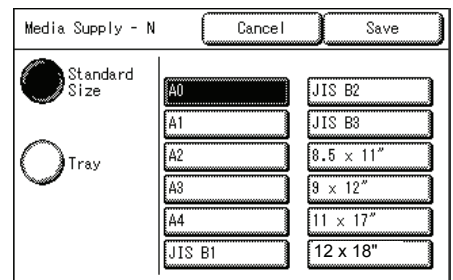 Media Supply - N
Cancel
Save
Standard
Size
Tray
A0
A1
A2
A3
A4
JIS B1
JIS B2
JIS B3
8.5 x 11"
9 x 12"
11 x 17"
12 x 18"